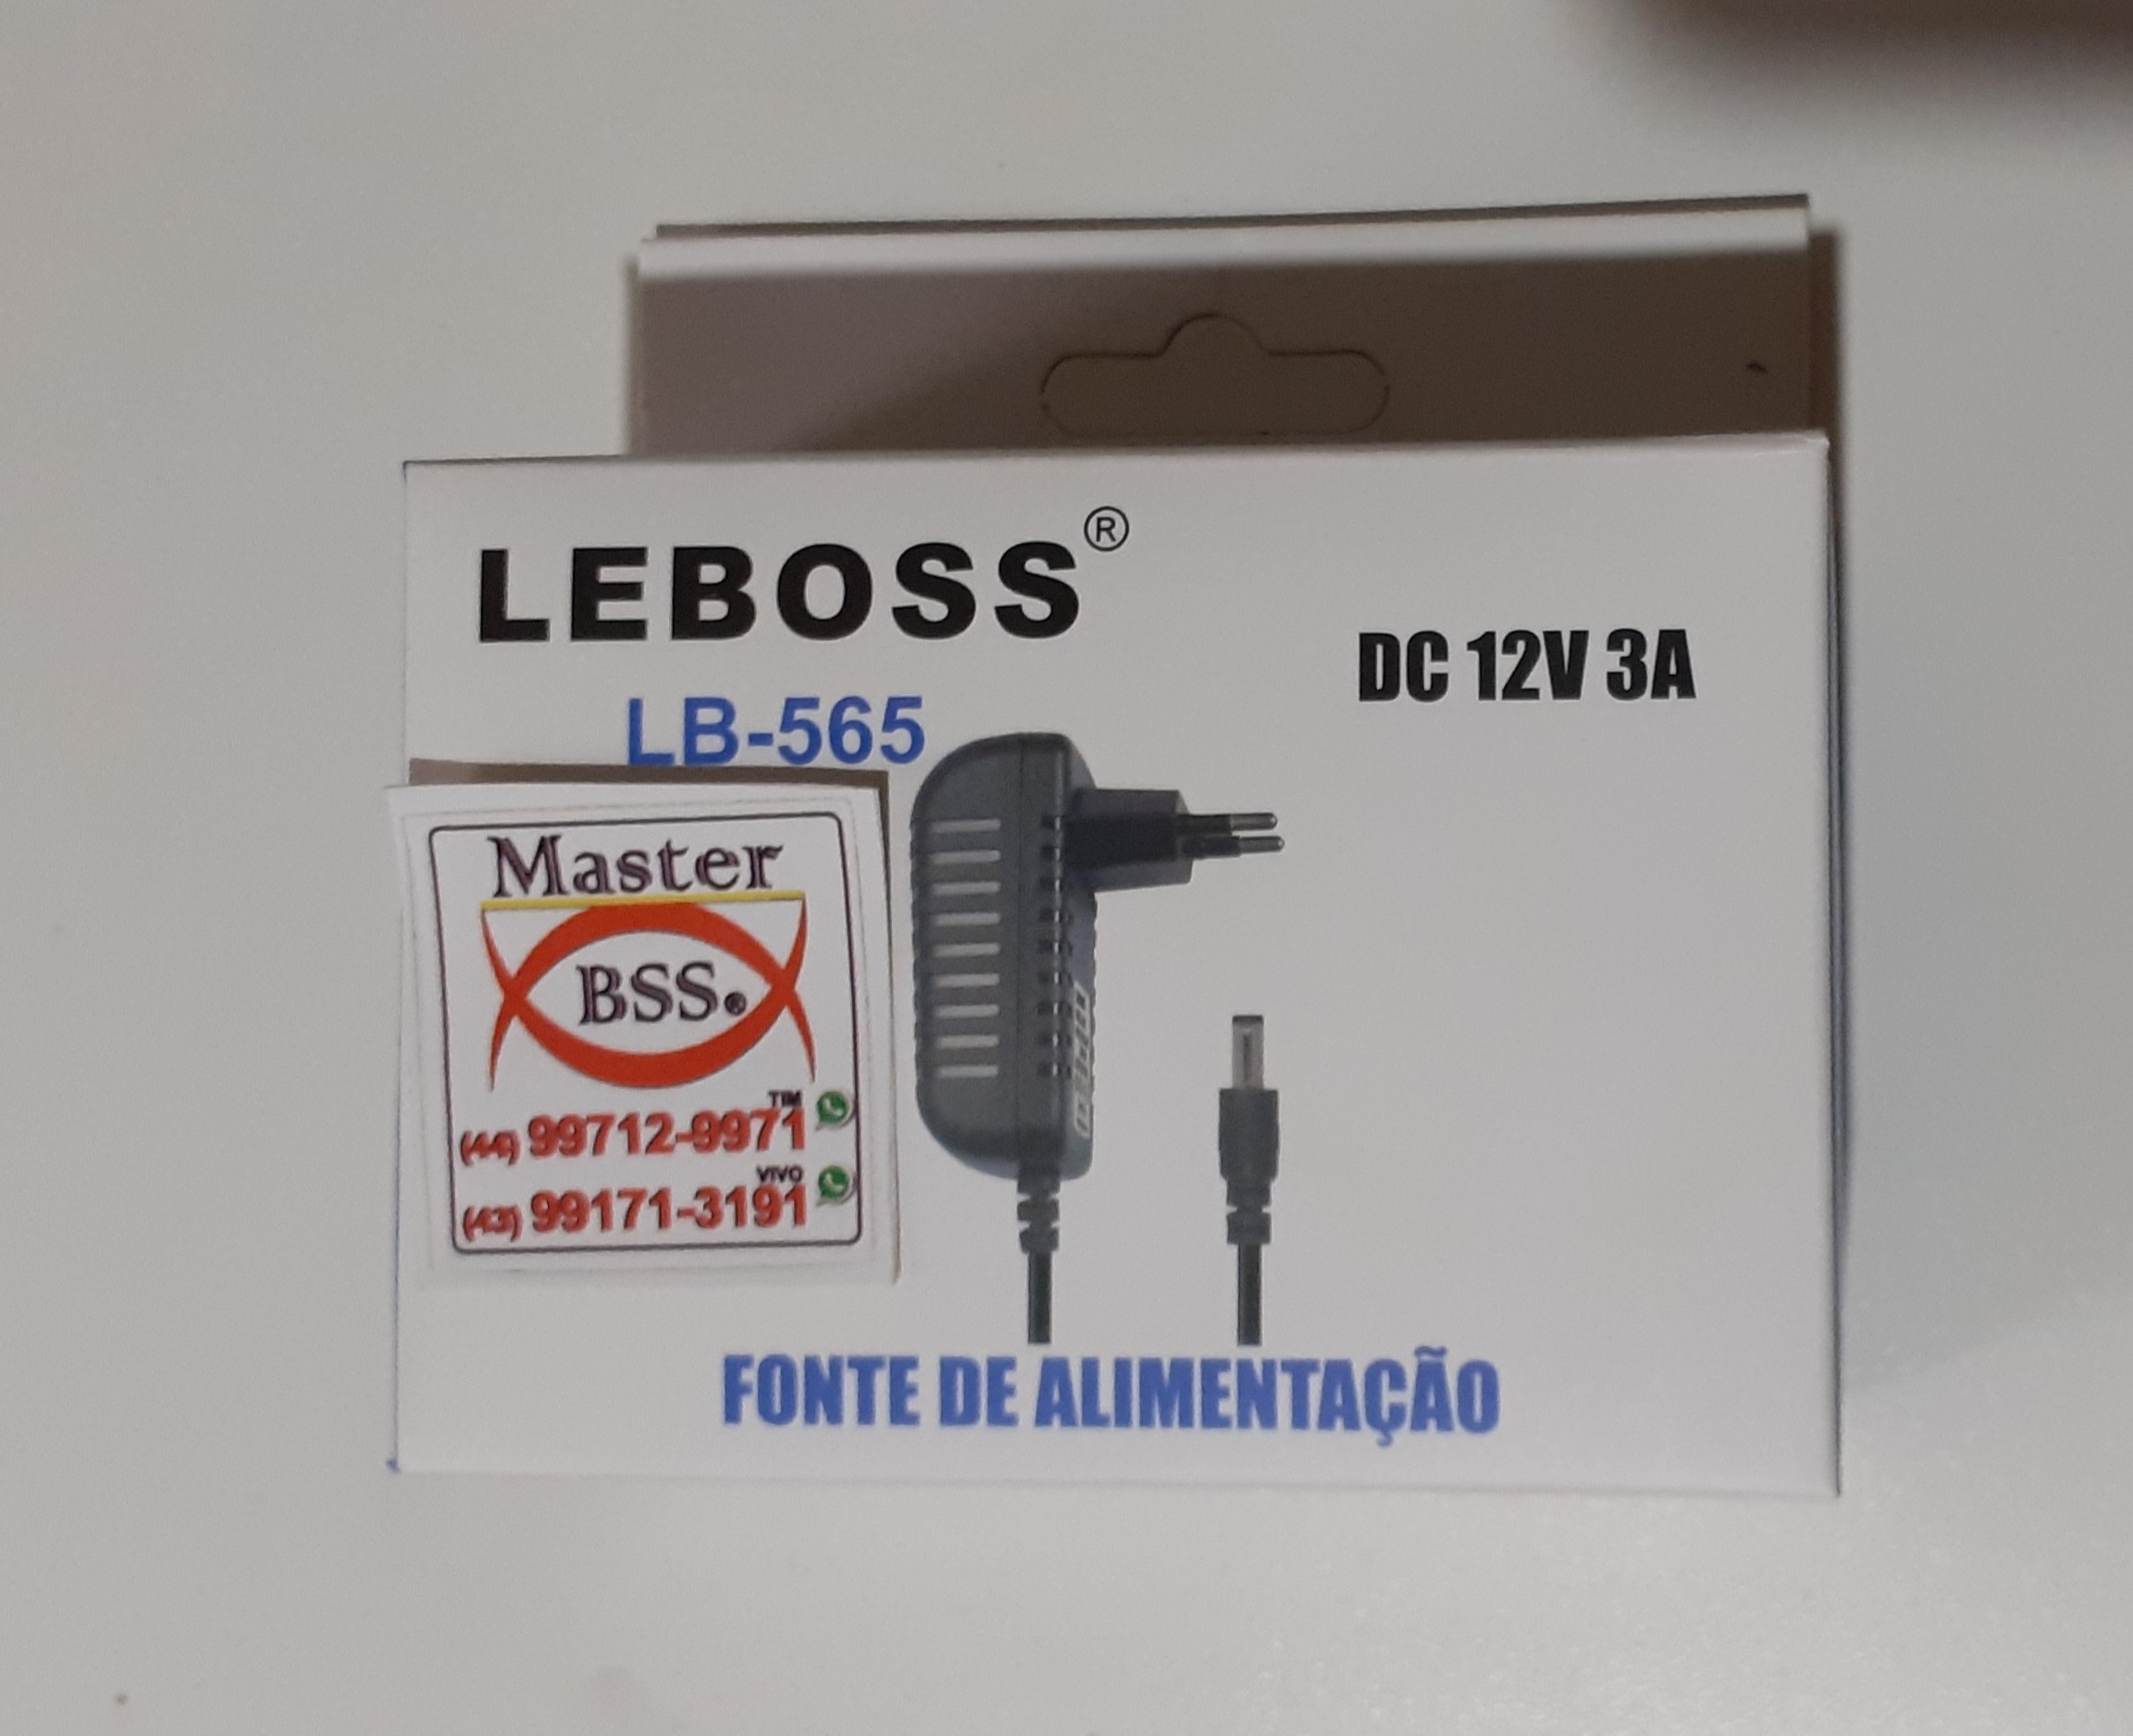 LEBOSS®
DC 12V 3A
LB-565
Master
BSS.®
TIM
(44) 99712-9971
VIVO
(43) 99171-3191
FONTE DE ALIMENTAÇÃO